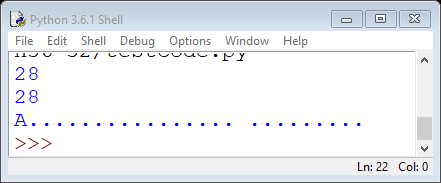 Python 3.6.1 Shell
File Edit Shell Debug Options Window Help
28
28
A................ .........
>>>
Ln: 22 Col: 0